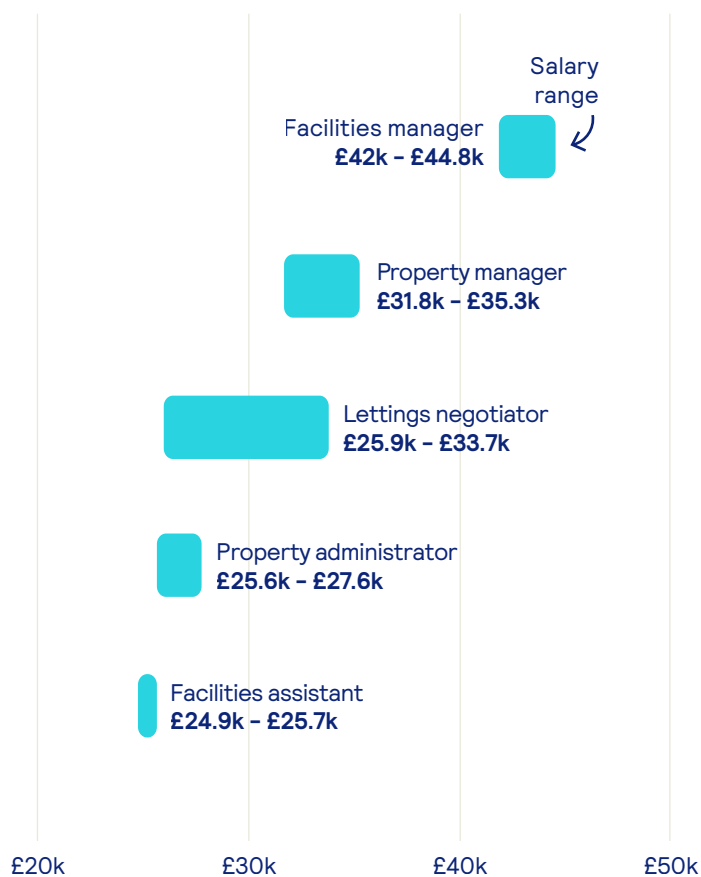 Salary
range
Facilities manager
£42k – £44.8k
Property manager
£31.8k – £35.3k
Lettings negotiator
£25.9k – £33.7k
Property administrator
£25.6k – £27.6k
Facilities assistant
£24.9k – £25.7k
£20k £30k £40k £50k